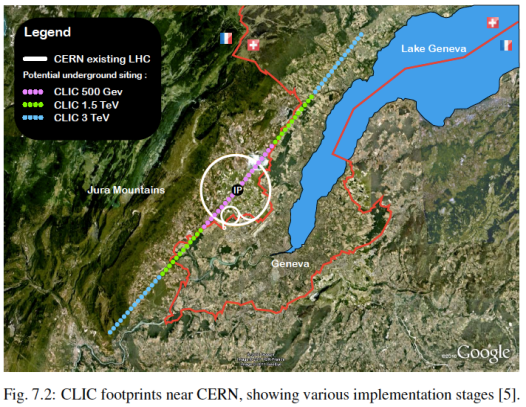 Legend
CERN existing LHC
Potential underground siting :
CLIC 500 Gev
CLIC 1.5 TeV
CLIC 3 TeV
Lake Geneva
Jura Mountains
IP
Geneva
Google
Fig. 7.2: CLIC footprints near CERN, showing various implementation stages [5].